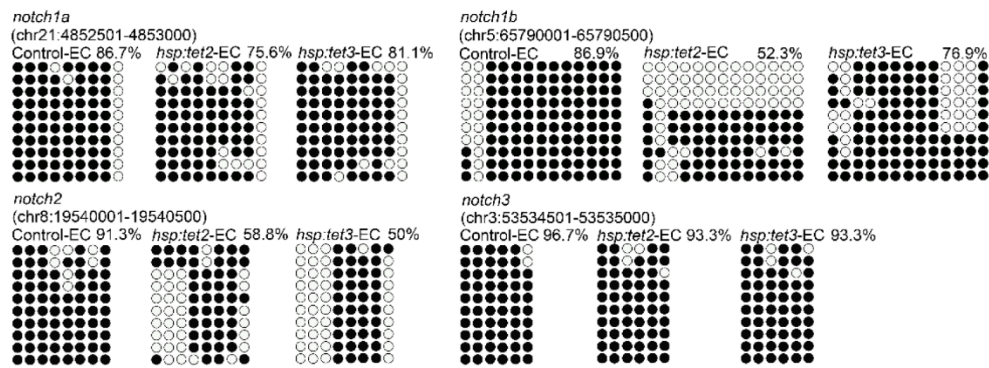 notch1a
(chr21:4852501-4853000)
Control-EC 86.7% hsp:tet2-EC 75.6% hsp:tet3-EC 81.1%
notch1b
(chr5:65790001-65790500)
Control-EC 86.9% hsp:tet2-EC 52.3% hsp:tet3-EC 76.9%
notch2
(chr8:19540001-19540500)
Control-EC 91.3% hsp:tet2-EC 58.8% hsp:tet3-EC 50%
notch3
(chr3:53534501-53535000)
Control-EC 96.7% hsp:tet2-EC 93.3% hsp:tet3-EC 93.3%